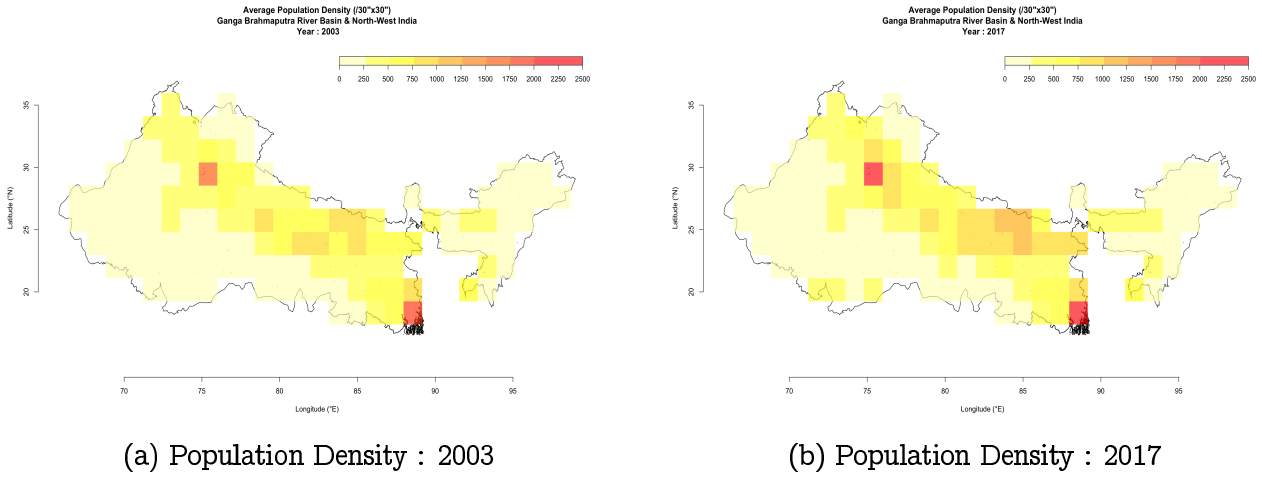 Average Population Density (/30"x30")
Ganga Brahmaputra River Basin & North-West India
Year : 2003
0 250 500 750 1000 1250 1500 1750 2000 2250 2500
35
30
25
20
Latitude (°N)
70 75 80 85 90 95
Longitude (°E)
(a) Population Density : 2003
Average Population Density (/30"x30")
Ganga Brahmaputra River Basin & North-West India
Year : 2017
0 250 500 750 1000 1250 1500 1750 2000 2250 2500
35
30
25
20
Latitude (°N)
70 75 80 85 90 95
Longitude (°E)
(b) Population Density : 2017